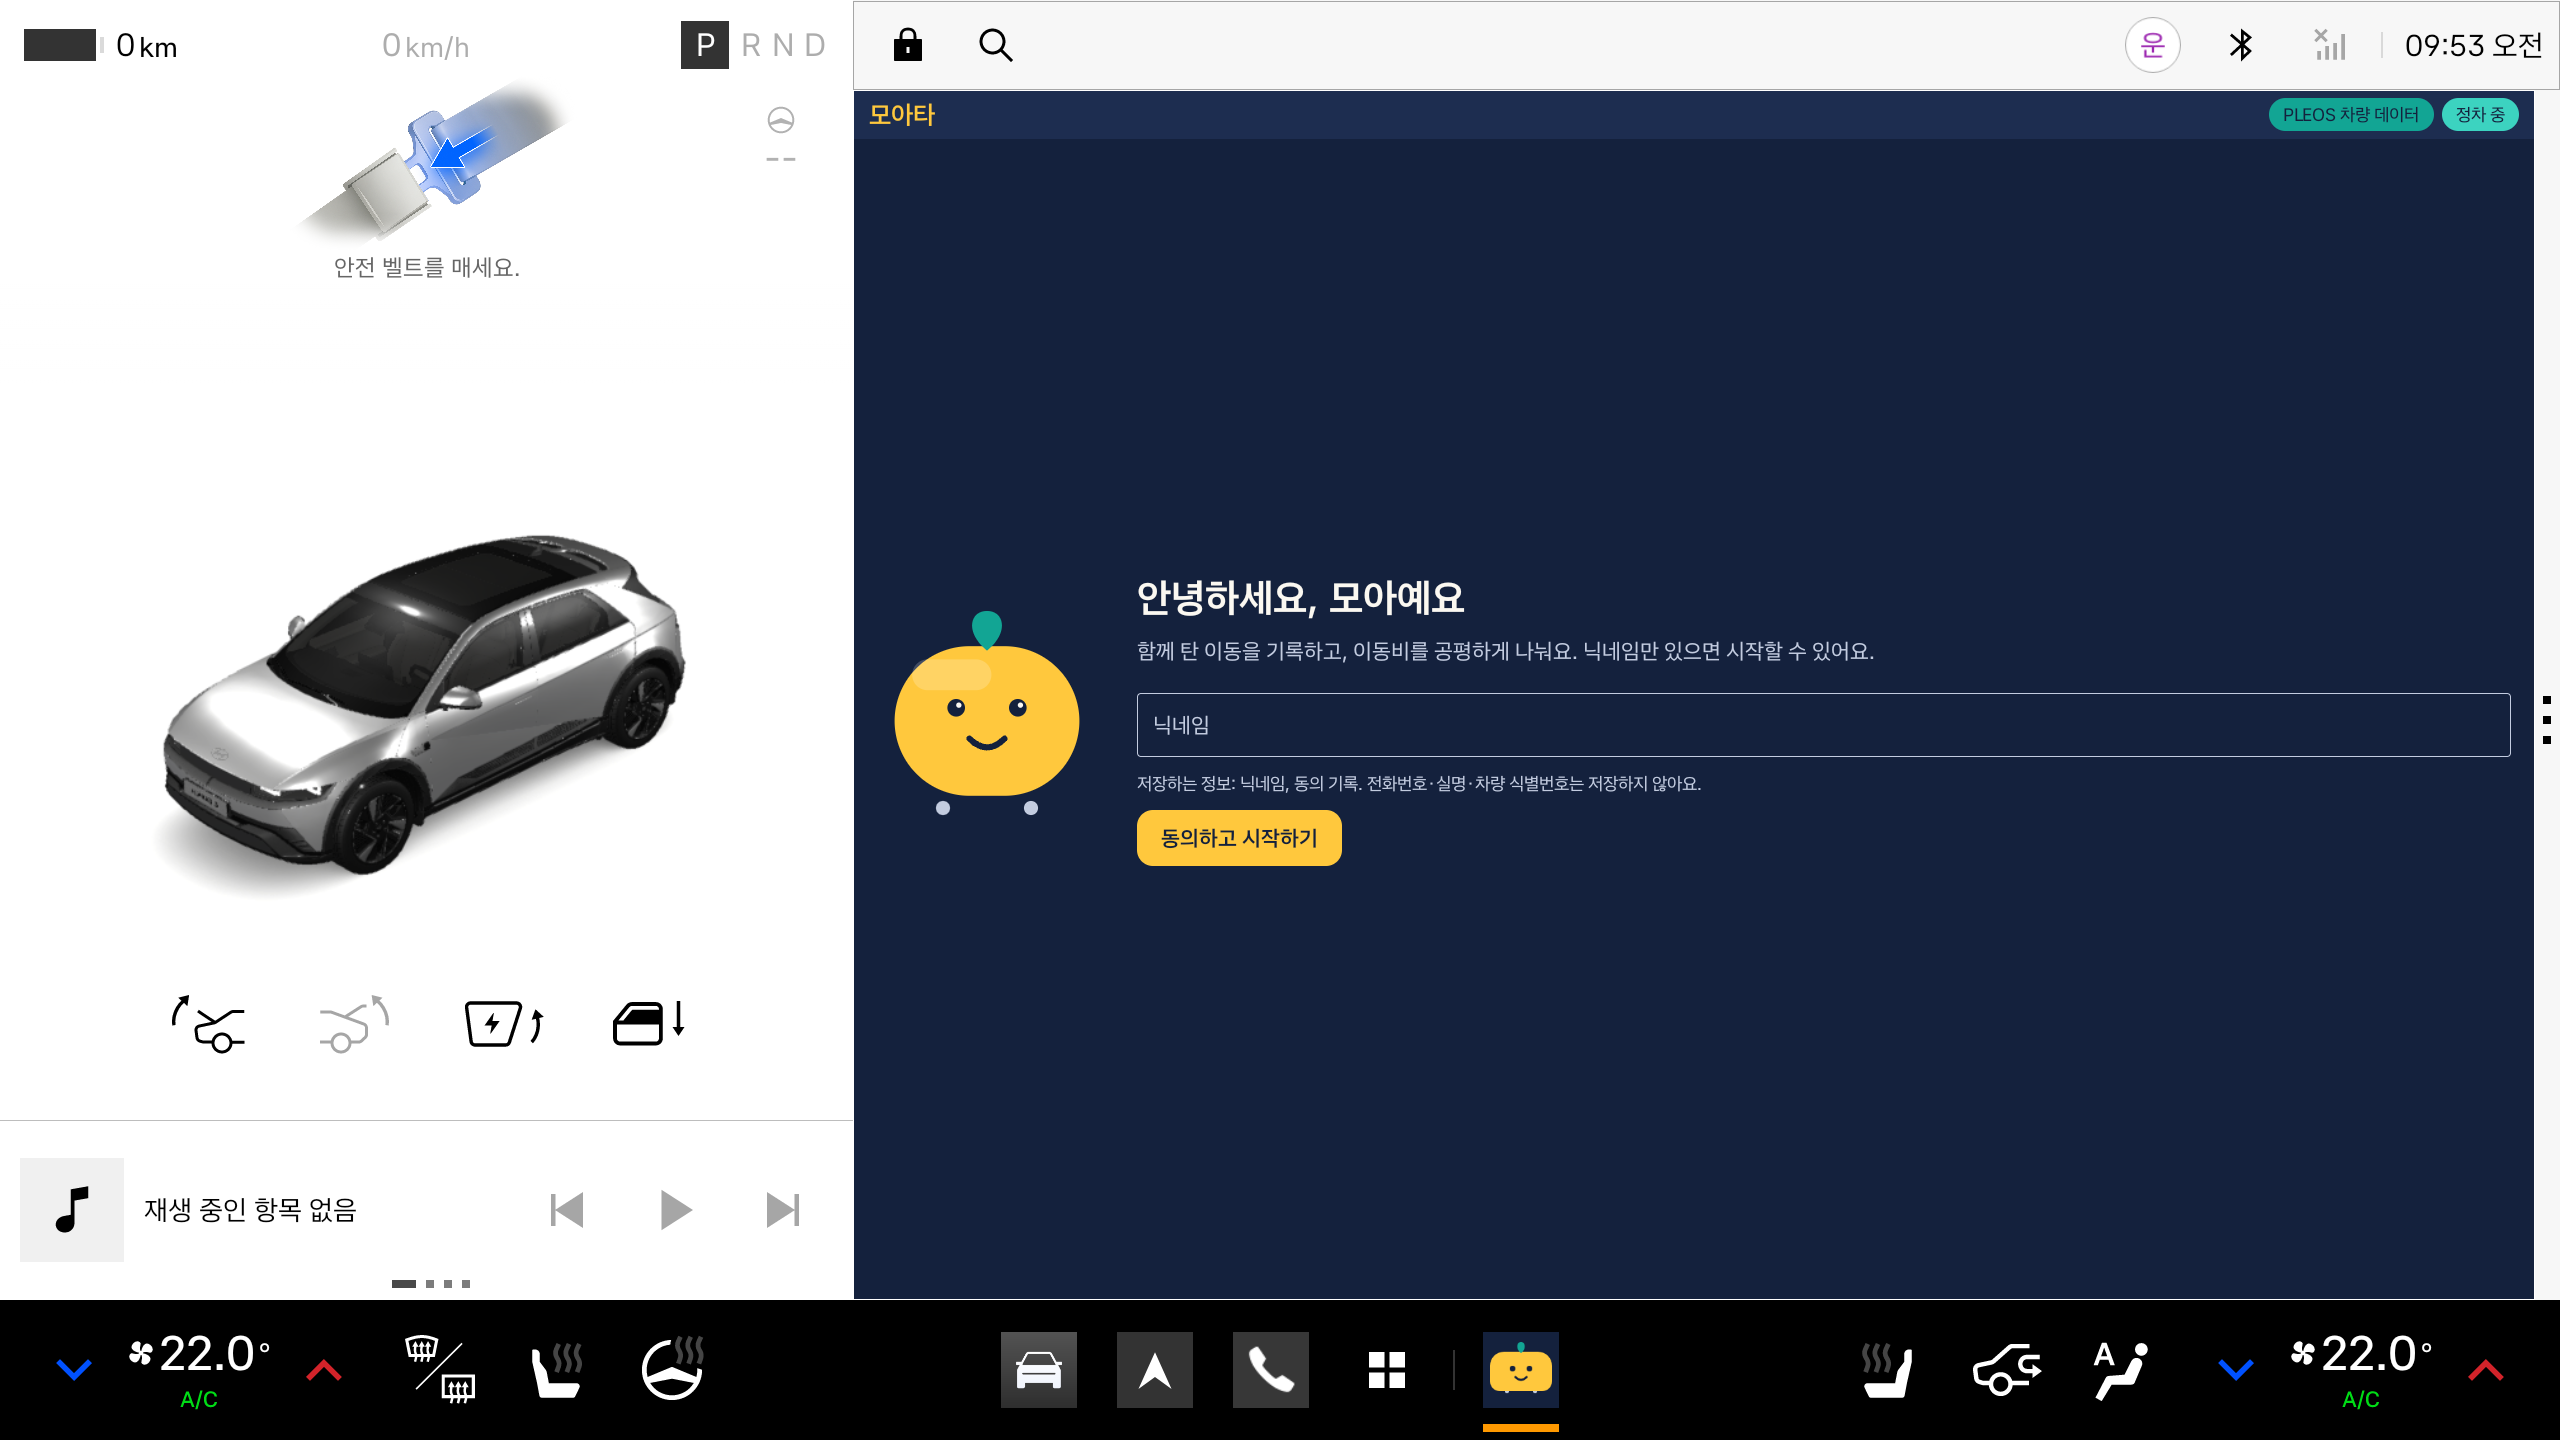 0 km
0 km/h
P R N D
안전 벨트를 매세요.
재생 중인 항목 없음
운
09:53 오전
모아타
PLEOS 차량 데이터
정차 중
안녕하세요, 모아예요
함께 탄 이동을 기록하고, 이동비를 공평하게 나눠요. 닉네임만 있으면 시작할 수 있어요.
닉네임
저장하는 정보: 닉네임, 동의 기록. 전화번호·실명·차량 식별번호는 저장하지 않아요.
동의하고 시작하기
22.0°
A/C
A
22.0°
A/C